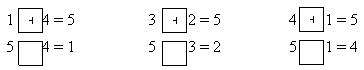 1 + 4 = 5 3 + 2 = 5 4 + 1 = 5
5 4 = 1 5 3 = 2 5 1 = 4